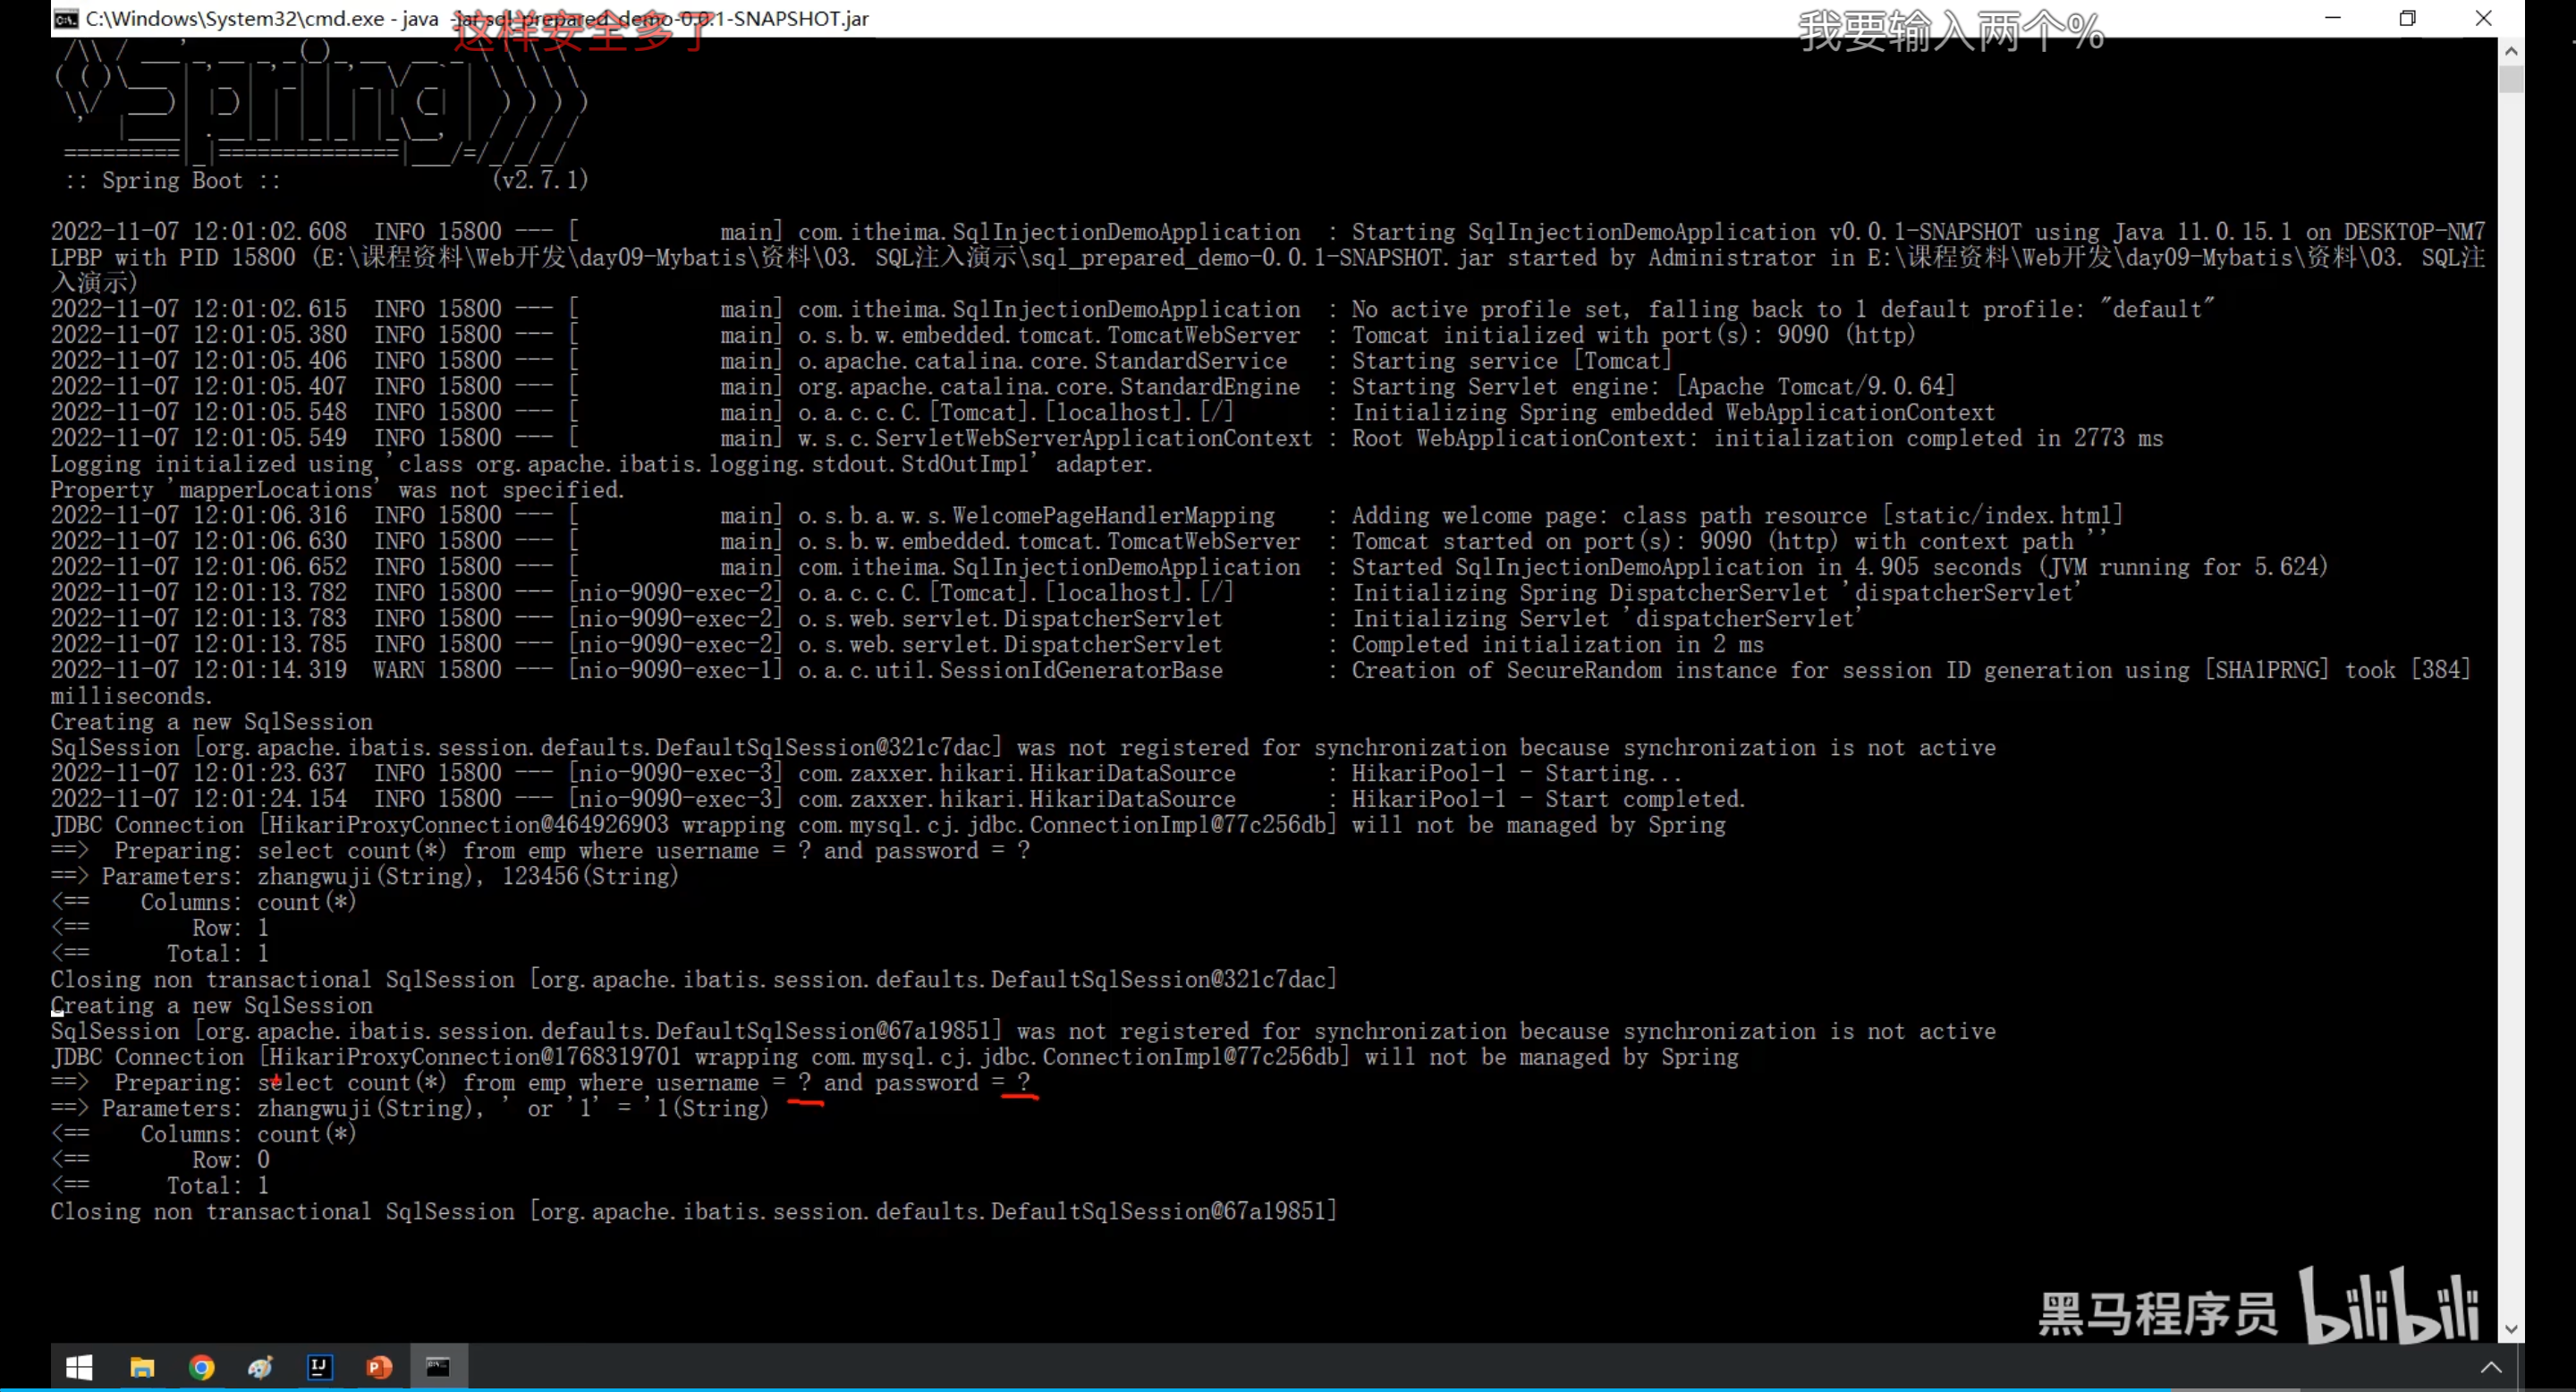 C:\Windows\System32\cmd.exe - java -jar sql_prepared_demo-0.0.1-SNAPSHOT.jar
这样安全多了
我要输入两个%
:: Spring Boot :: (v2.7.1)
2022-11-07 12:01:02.608 INFO 15800 --- [ main] com.itheima.SqlInjectionDemoApplication : Starting SqlInjectionDemoApplication v0.0.1-SNAPSHOT using Java 11.0.15.1 on DESKTOP-NM7
LPBP with PID 15800 (E:\课程资料\Web开发\day09-Mybatis\资料\03. SQL注入演示\sql_prepared_demo-0.0.1-SNAPSHOT.jar started by Administrator in E:\课程资料\Web开发\day09-Mybatis\资料\03. SQL注
入演示)
2022-11-07 12:01:02.615 INFO 15800 --- [ main] com.itheima.SqlInjectionDemoApplication : No active profile set, falling back to 1 default profile: "default"
2022-11-07 12:01:05.380 INFO 15800 --- [ main] o.s.b.w.embedded.tomcat.TomcatWebServer : Tomcat initialized with port(s): 9090 (http)
2022-11-07 12:01:05.406 INFO 15800 --- [ main] o.apache.catalina.core.StandardService : Starting service [Tomcat]
2022-11-07 12:01:05.407 INFO 15800 --- [ main] org.apache.catalina.core.StandardEngine : Starting Servlet engine: [Apache Tomcat/9.0.64]
2022-11-07 12:01:05.548 INFO 15800 --- [ main] o.a.c.c.C.[Tomcat].[localhost].[/] : Initializing Spring embedded WebApplicationContext
2022-11-07 12:01:05.549 INFO 15800 --- [ main] w.s.c.ServletWebServerApplicationContext : Root WebApplicationContext: initialization completed in 2773 ms
Logging initialized using 'class org.apache.ibatis.logging.stdout.StdOutImpl' adapter.
Property 'mapperLocations' was not specified.
2022-11-07 12:01:06.316 INFO 15800 --- [ main] o.s.b.a.w.s.WelcomePageHandlerMapping : Adding welcome page: class path resource [static/index.html]
2022-11-07 12:01:06.630 INFO 15800 --- [ main] o.s.b.w.embedded.tomcat.TomcatWebServer : Tomcat started on port(s): 9090 (http) with context path ''
2022-11-07 12:01:06.652 INFO 15800 --- [ main] com.itheima.SqlInjectionDemoApplication : Started SqlInjectionDemoApplication in 4.905 seconds (JVM running for 5.624)
2022-11-07 12:01:13.782 INFO 15800 --- [nio-9090-exec-2] o.a.c.c.C.[Tomcat].[localhost].[/] : Initializing Spring DispatcherServlet 'dispatcherServlet'
2022-11-07 12:01:13.783 INFO 15800 --- [nio-9090-exec-2] o.s.web.servlet.DispatcherServlet : Initializing Servlet 'dispatcherServlet'
2022-11-07 12:01:13.785 INFO 15800 --- [nio-9090-exec-2] o.s.web.servlet.DispatcherServlet : Completed initialization in 2 ms
2022-11-07 12:01:14.319 WARN 15800 --- [nio-9090-exec-1] o.a.c.util.SessionIdGeneratorBase : Creation of SecureRandom instance for session ID generation using [SHA1PRNG] took [384]
milliseconds.
Creating a new SqlSession
SqlSession [org.apache.ibatis.session.defaults.DefaultSqlSession@321c7dac] was not registered for synchronization because synchronization is not active
2022-11-07 12:01:23.637 INFO 15800 --- [nio-9090-exec-3] com.zaxxer.hikari.HikariDataSource : HikariPool-1 - Starting...
2022-11-07 12:01:24.154 INFO 15800 --- [nio-9090-exec-3] com.zaxxer.hikari.HikariDataSource : HikariPool-1 - Start completed.
JDBC Connection [HikariProxyConnection@464926903 wrapping com.mysql.cj.jdbc.ConnectionImpl@77c256db] will not be managed by Spring
==> Preparing: select count(*) from emp where username = ? and password = ?
==> Parameters: zhangwuji(String), 123456(String)
<== Columns: count(*)
<== Row: 1
<== Total: 1
Closing non transactional SqlSession [org.apache.ibatis.session.defaults.DefaultSqlSession@321c7dac]
Creating a new SqlSession
SqlSession [org.apache.ibatis.session.defaults.DefaultSqlSession@67a19851] was not registered for synchronization because synchronization is not active
JDBC Connection [HikariProxyConnection@1768319701 wrapping com.mysql.cj.jdbc.ConnectionImpl@77c256db] will not be managed by Spring
==> Preparing: select count(*) from emp where username = ? and password = ?
==> Parameters: zhangwuji(String), ' or '1' = '1(String)
<== Columns: count(*)
<== Row: 0
<== Total: 1
Closing non transactional SqlSession [org.apache.ibatis.session.defaults.DefaultSqlSession@67a19851]
黑马程序员 bilibili